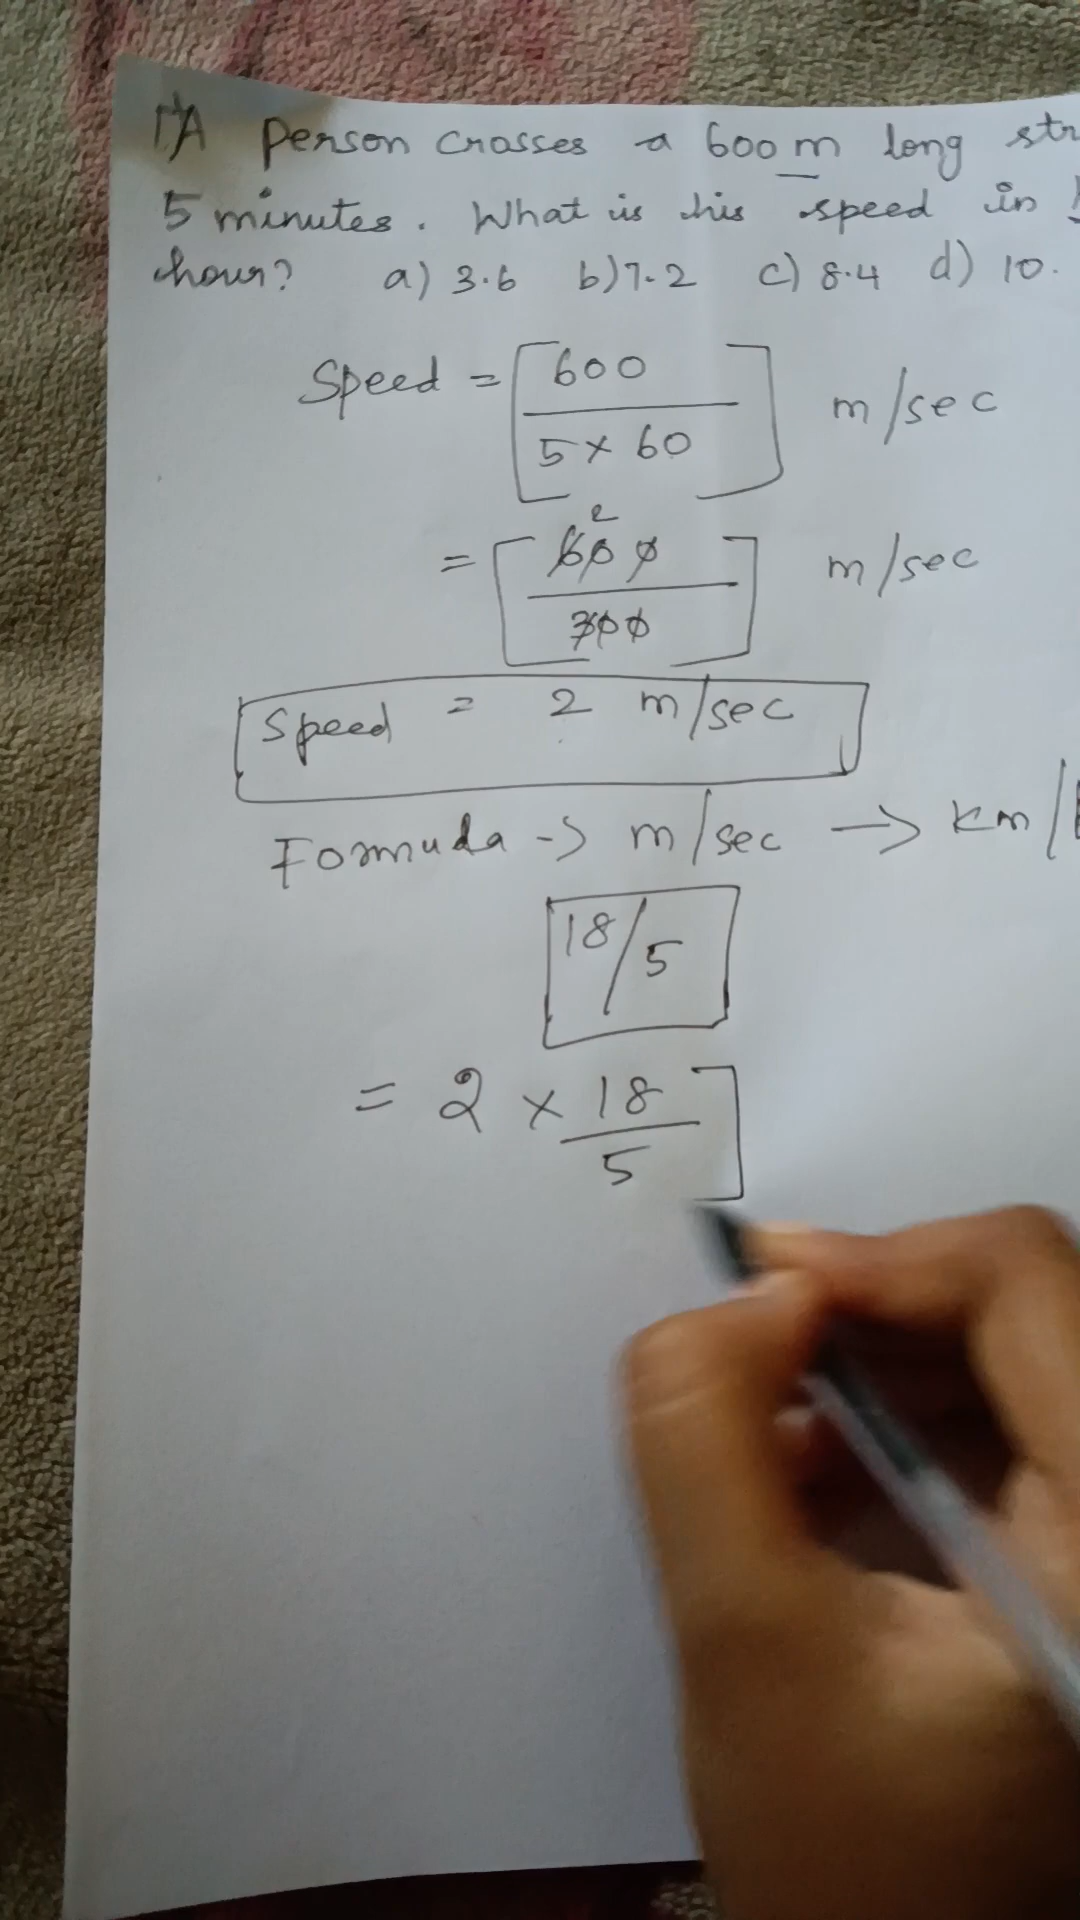 1) A person crosses a 600 m long
5 minutes. What is his speed in
hour? a) 3.6 b) 7.2 c) 8.4 d) 10.
Speed = [600 / 5 x 60] m/sec
= [600 / 300] 2 m/sec
Speed = 2 m/sec
Formula -> m/sec -> km/
18/5
= 2 x 18/5]